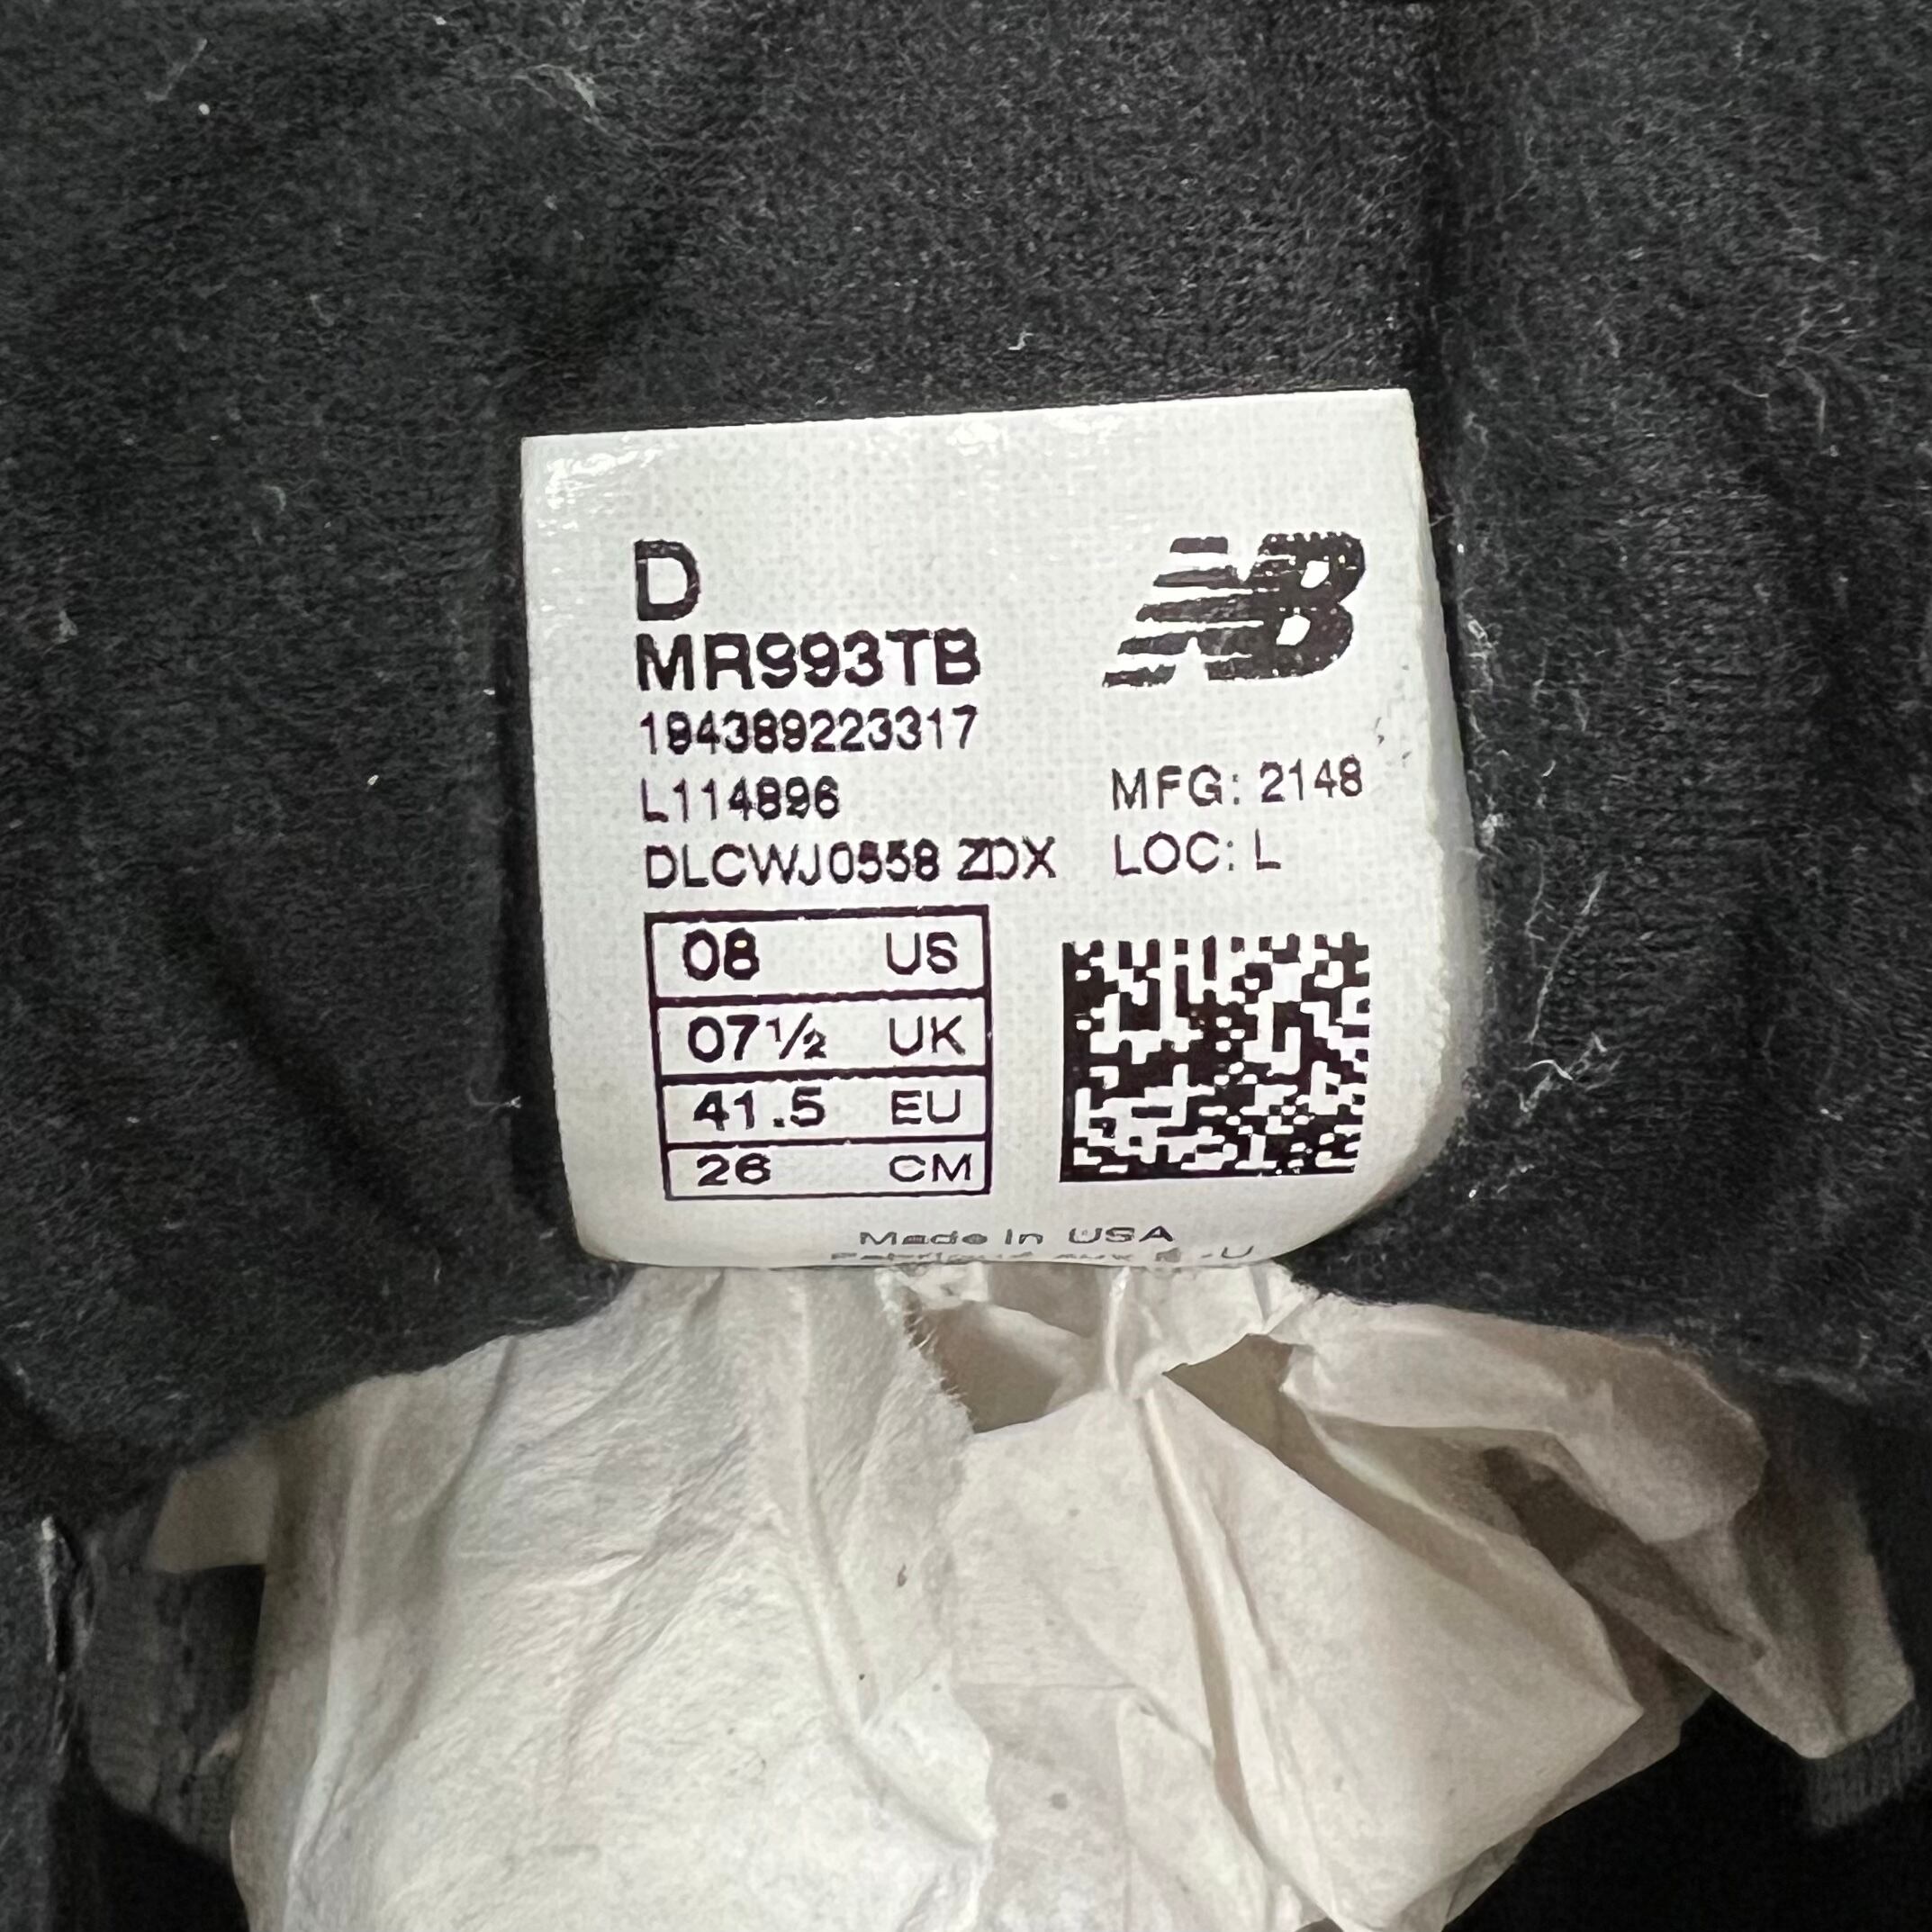 D
NB
MR993TB
194389223317
L114896
MFG: 2148
DLCWJ0558 ZDX
LOC: L
08 US
07½ UK
41.5 EU
26 CM
Made in USA